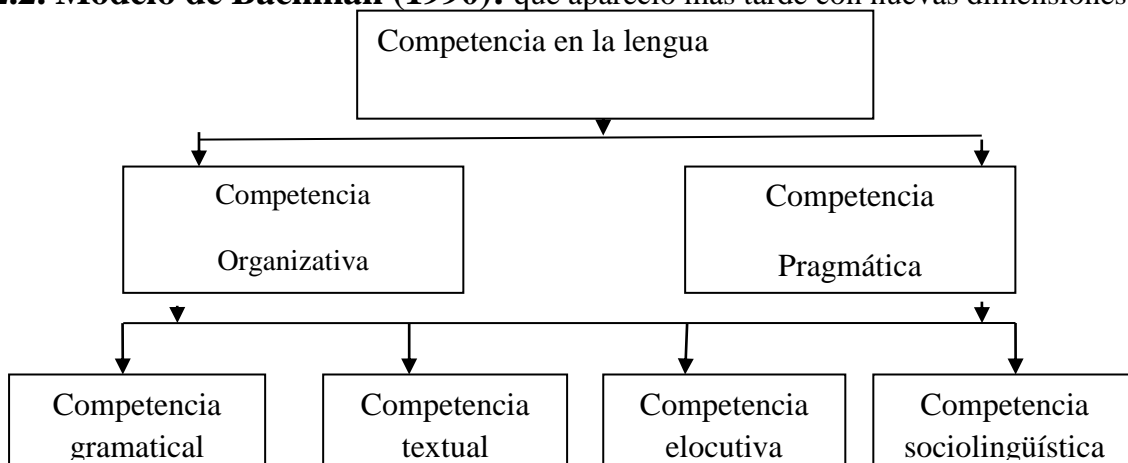 Modelo de Bachman (1990): que apareció más tarde con nuevas dimensiones
Competencia en la lengua
Competencia
Organizativa
Competencia
Pragmática
Competencia
gramatical
Competencia
textual
Competencia
elocutiva
Competencia
sociolingüística